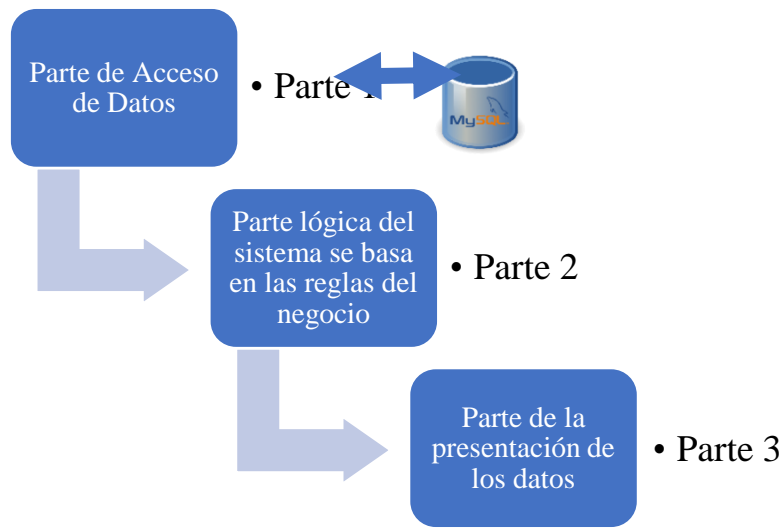 Parte de Acceso
de Datos
• Parte 1
MySQL
Parte lógica del
sistema se basa
en las reglas del
negocio
• Parte 2
Parte de la
presentación de
los datos
• Parte 3